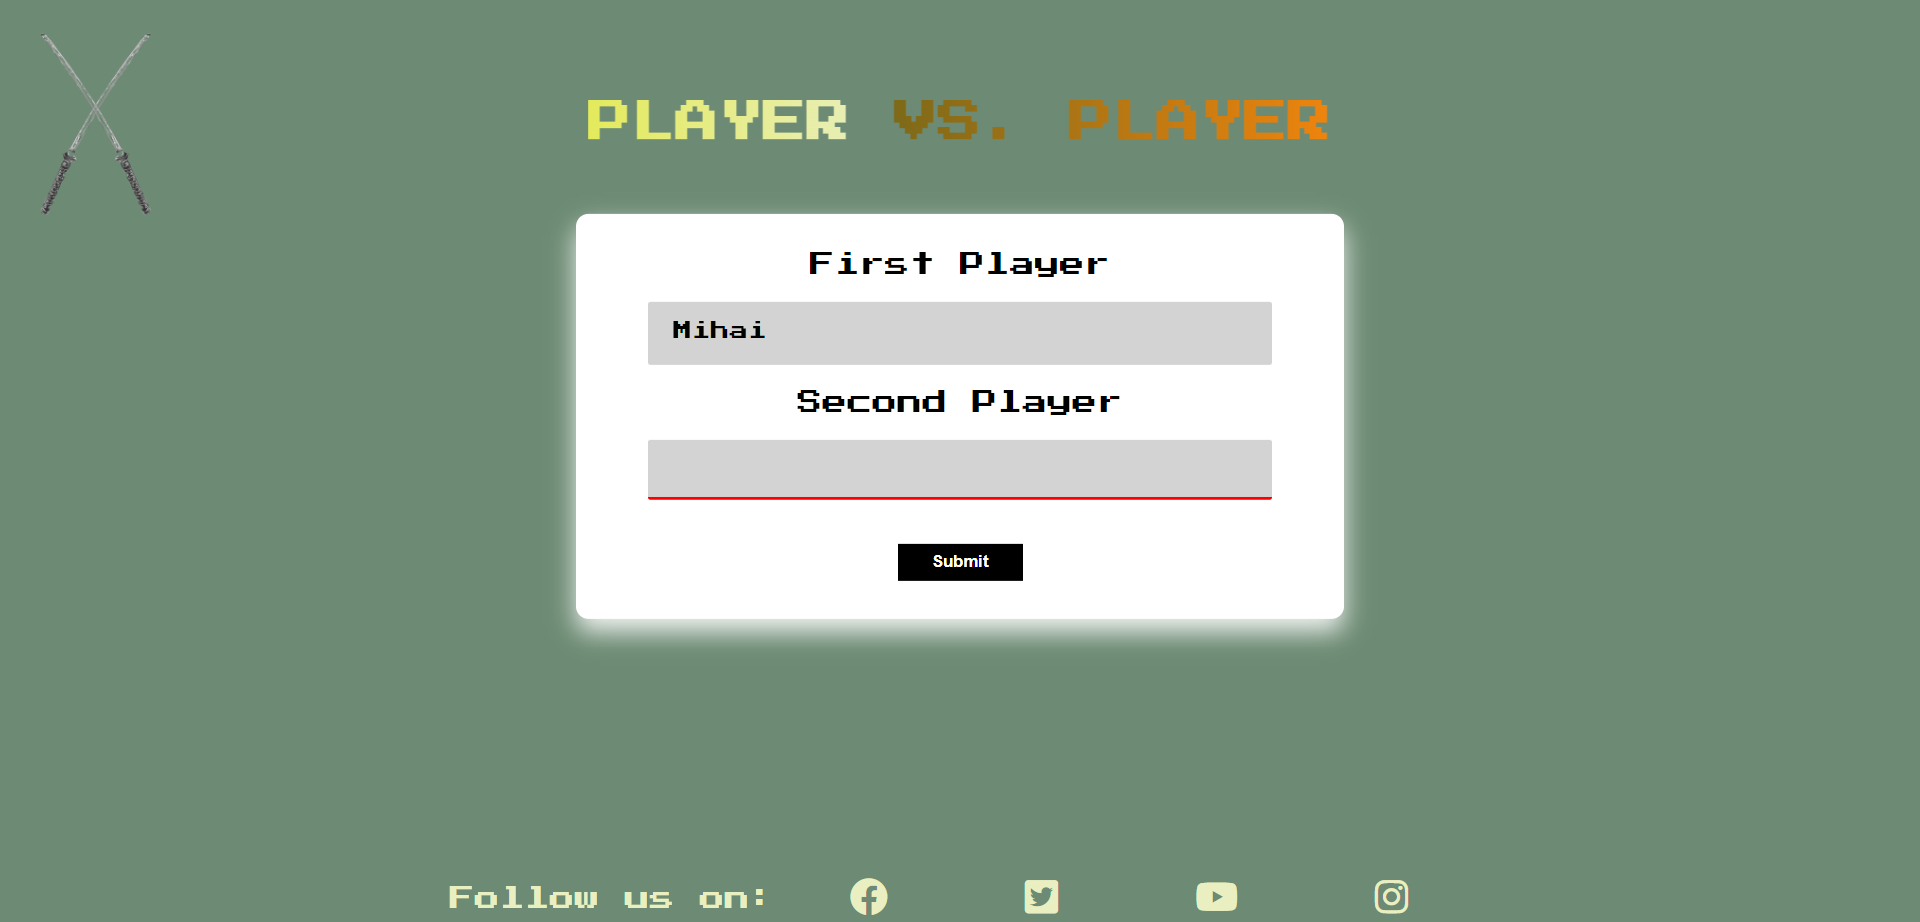 PLAYER VS. PLAYER
First Player
Mihai
Second Player
Submit
Follow us on: